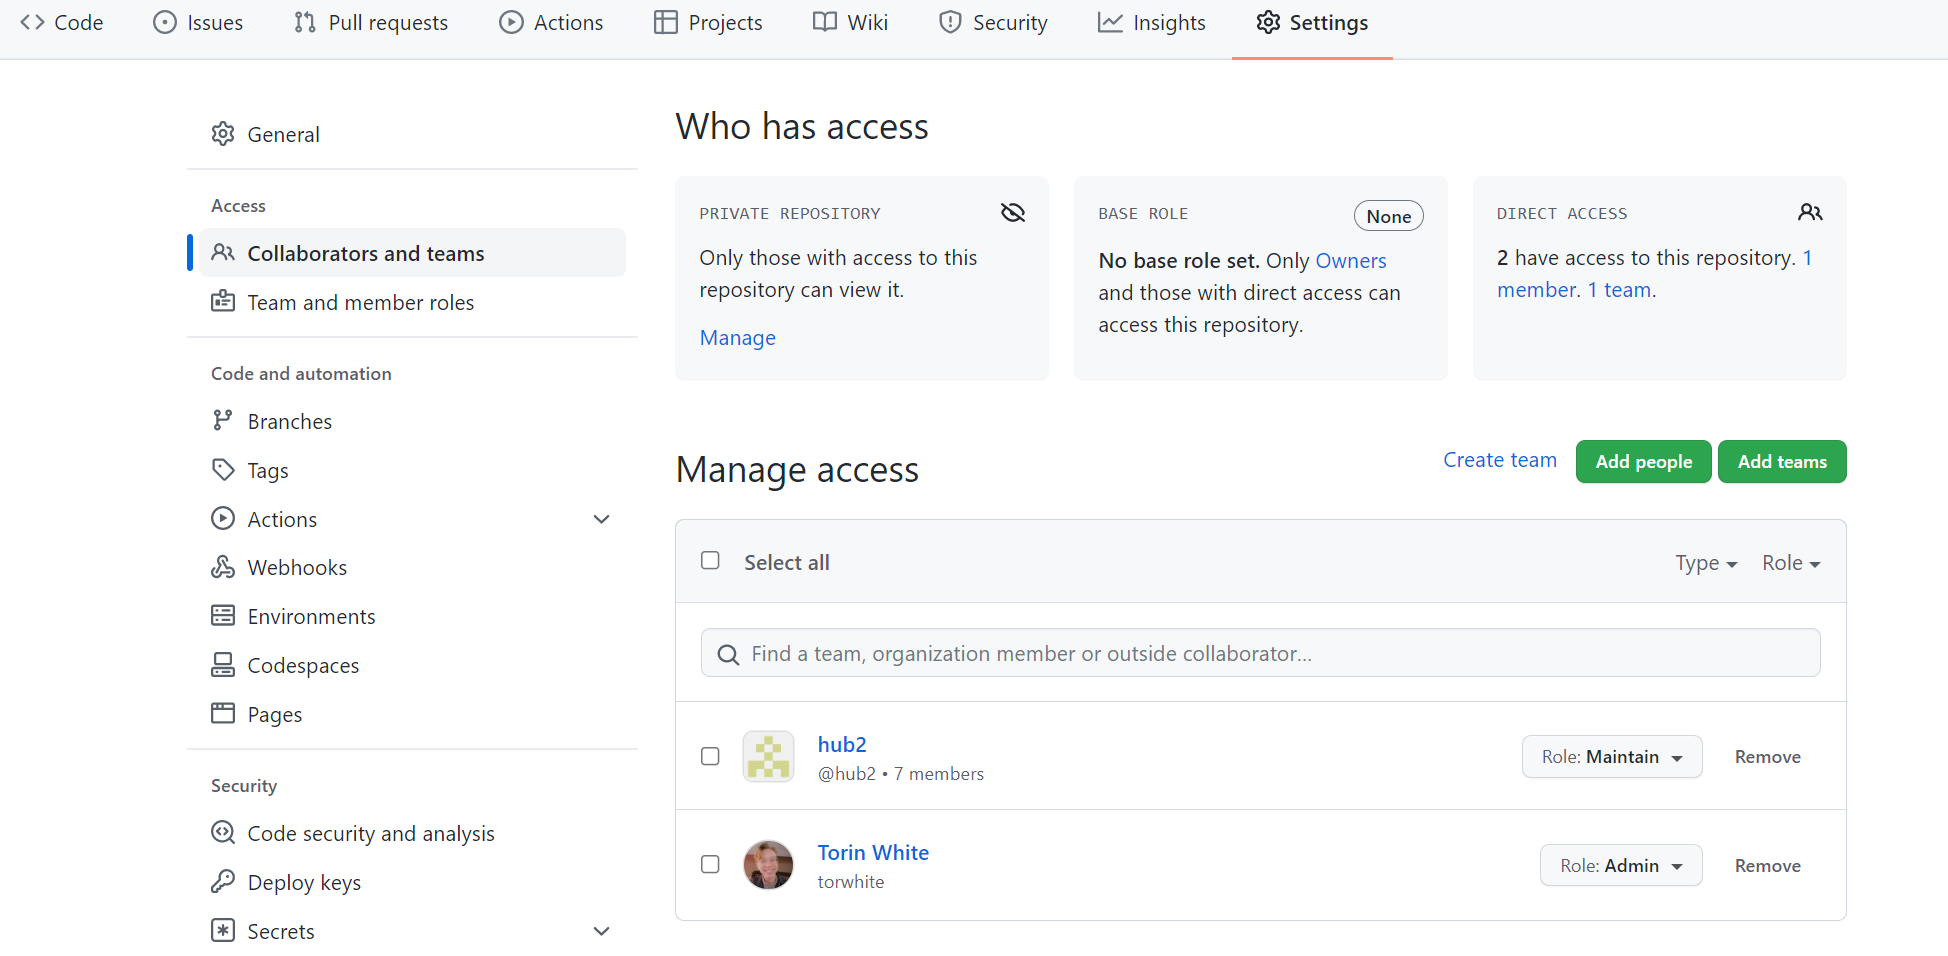 Code Issues Pull requests Actions Projects Wiki Security Insights Settings
General
Access
Collaborators and teams
Team and member roles
Code and automation
Branches
Tags
Actions
Webhooks
Environments
Codespaces
Pages
Security
Code security and analysis
Deploy keys
Secrets
Who has access
PRIVATE REPOSITORY
Only those with access to this
repository can view it.
Manage
BASE ROLE None
No base role set. Only Owners
and those with direct access can
access this repository.
DIRECT ACCESS
2 have access to this repository. 1
member. 1 team.
Manage access
Create team Add people Add teams
Select all Type Role
Find a team, organization member or outside collaborator...
hub2
@hub2 • 7 members
Role: Maintain Remove
Torin White
torwhite
Role: Admin Remove